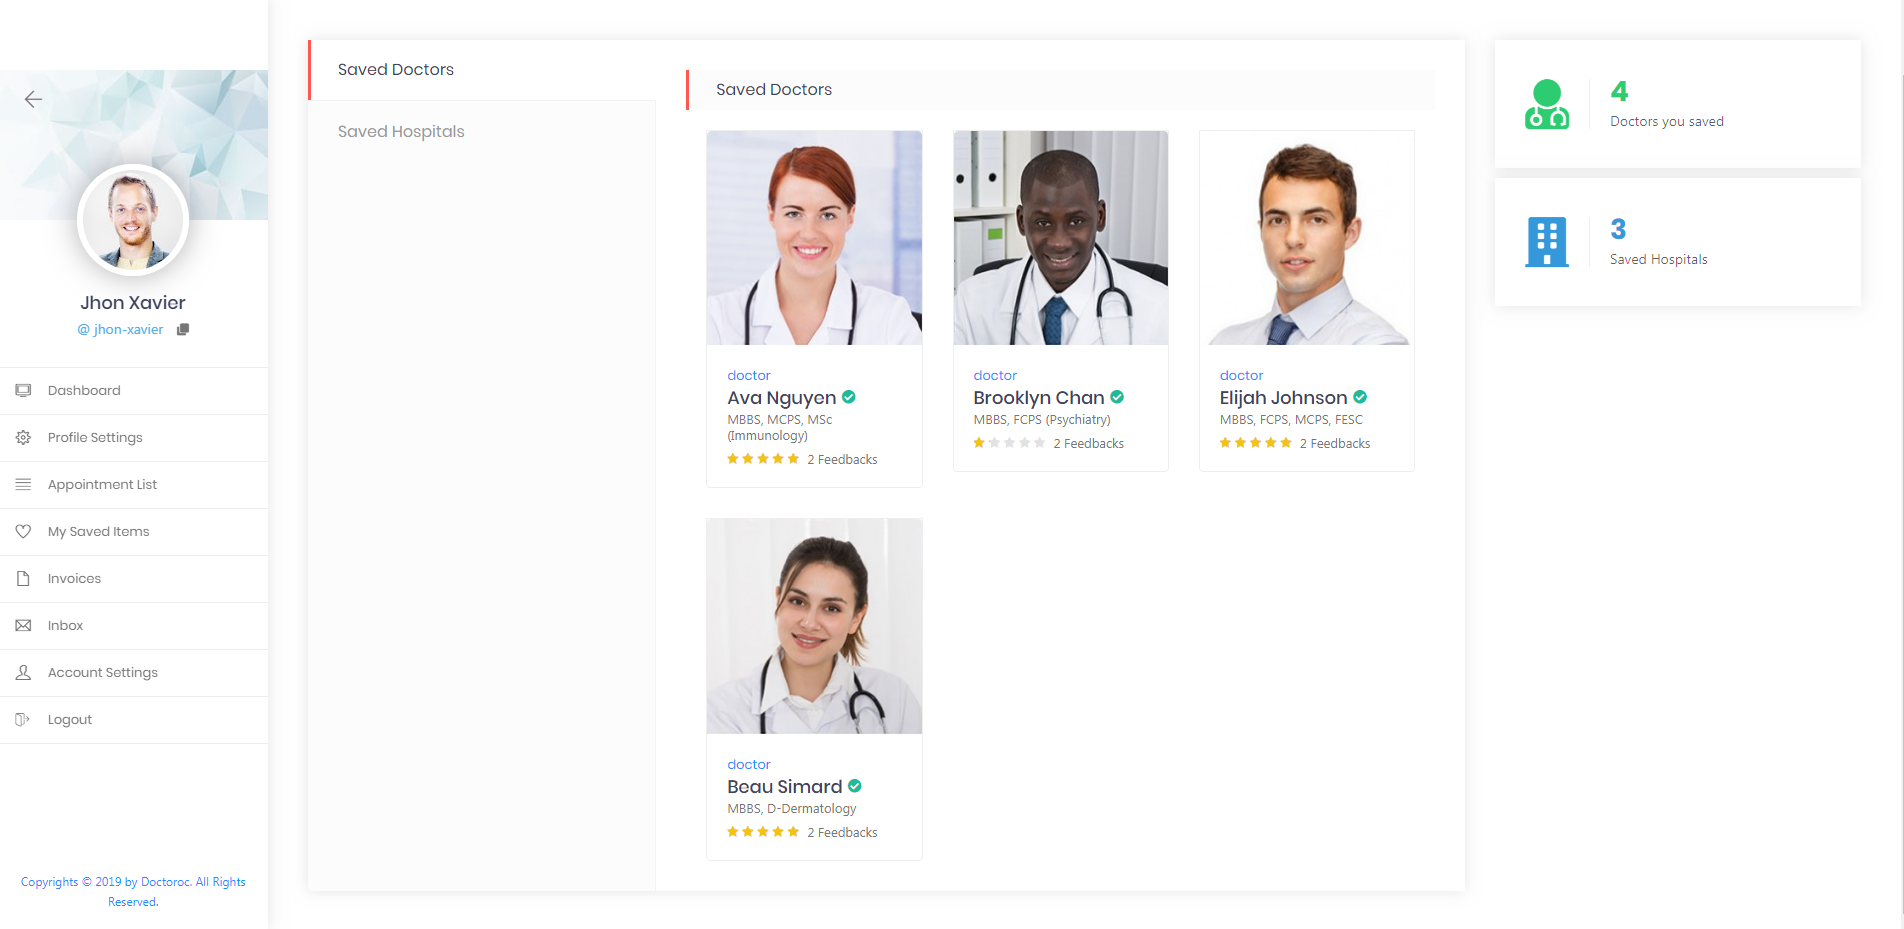 Jhon Xavier
@ jhon-xavier
Dashboard
Profile Settings
Appointment List
My Saved Items
Invoices
Inbox
Account Settings
Logout
Copyrights © 2019 by Doctoroc. All Rights
Reserved.
Saved Doctors
Saved Hospitals
Saved Doctors
doctor
Ava Nguyen
MBBS, MCPS, MSc
(Immunology)
2 Feedbacks
doctor
Brooklyn Chan
MBBS, FCPS (Psychiatry)
2 Feedbacks
doctor
Elijah Johnson
MBBS, FCPS, MCPS, FESC
2 Feedbacks
doctor
Beau Simard
MBBS, D-Dermatology
2 Feedbacks
4
Doctors you saved
3
Saved Hospitals